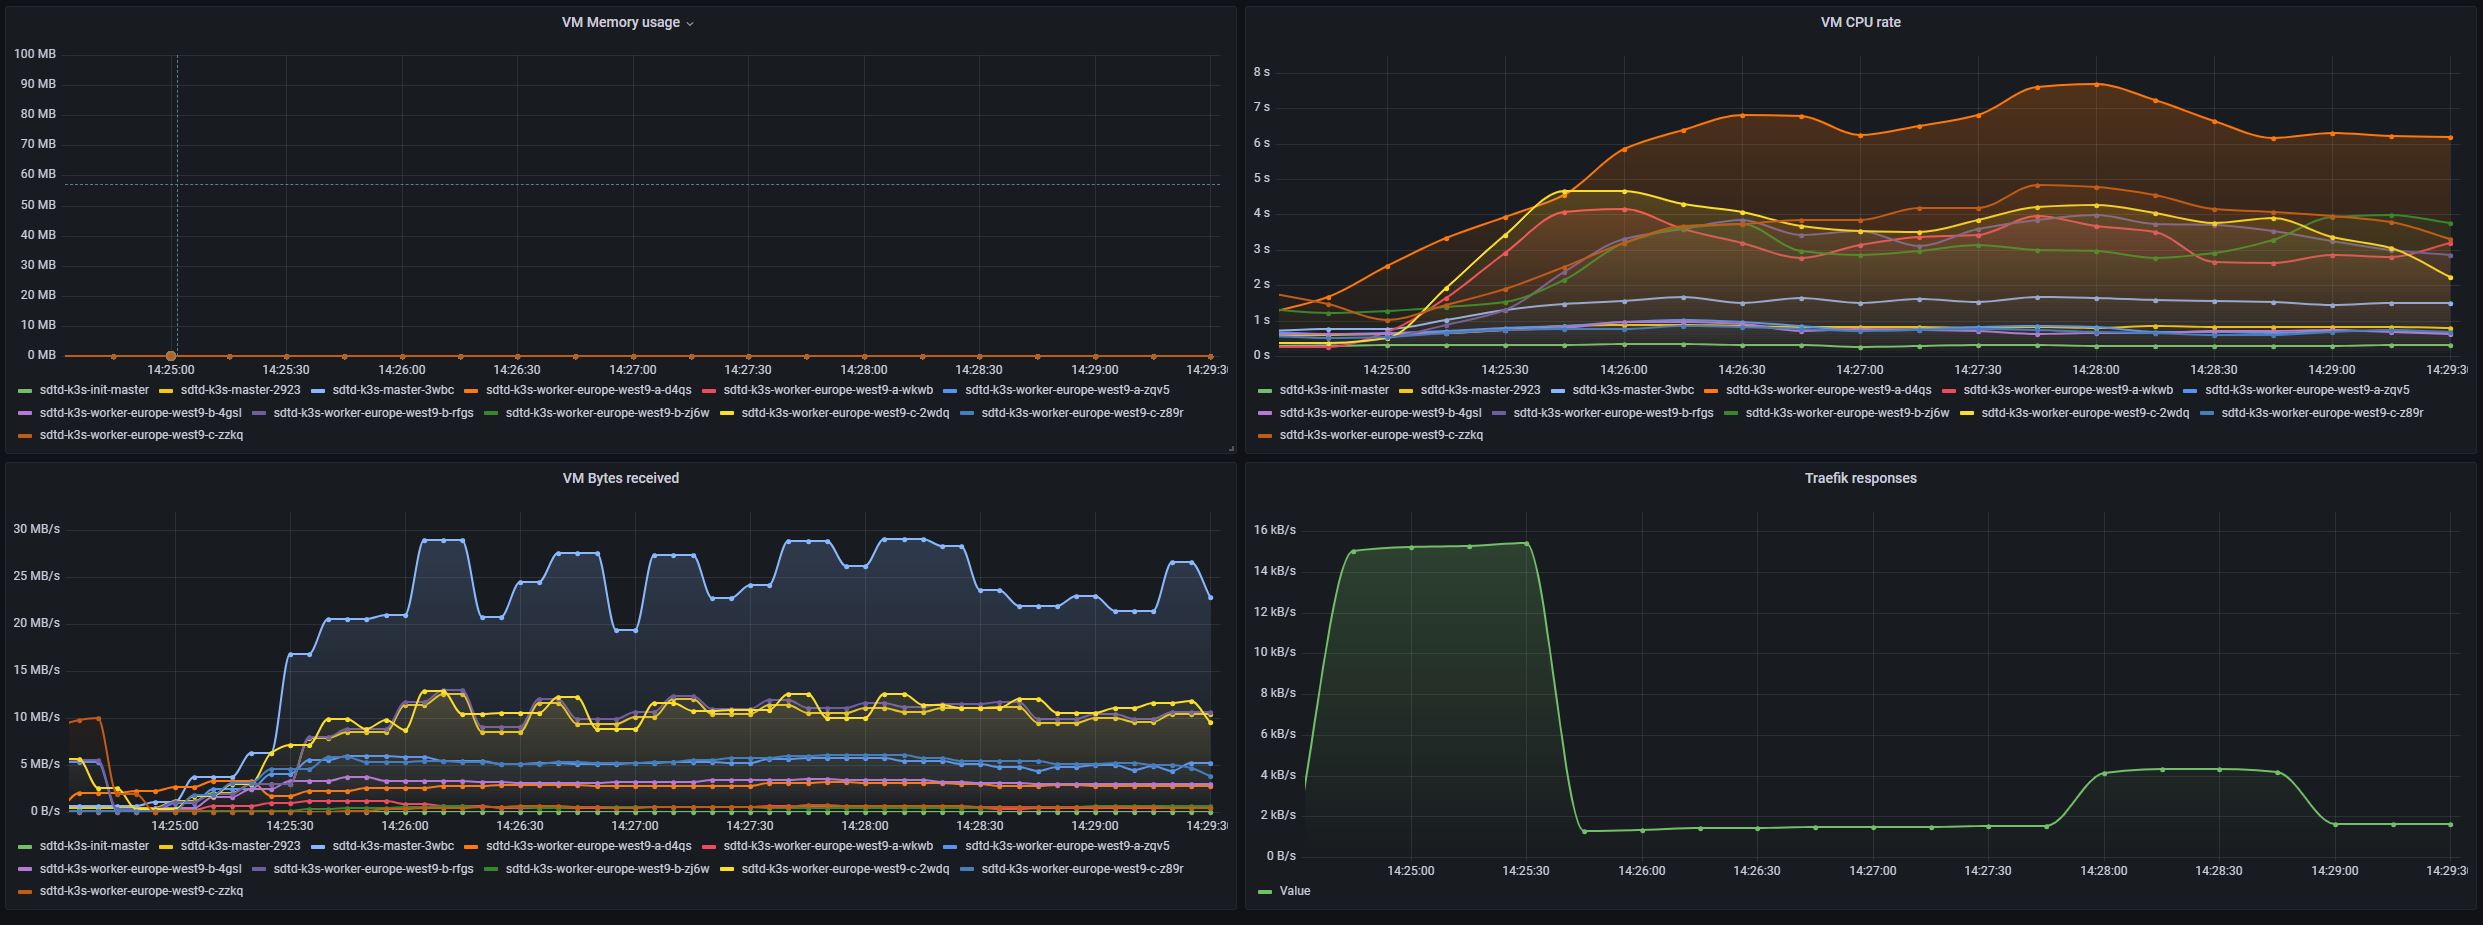 VM Memory usage
100 MB
90 MB
80 MB
70 MB
60 MB
50 MB
40 MB
30 MB
20 MB
10 MB
0 MB
14:25:00 14:25:30 14:26:00 14:26:30 14:27:00 14:27:30 14:28:00 14:28:30 14:29:00 14:29:3
sdtd-k3s-init-master sdtd-k3s-master-2923 sdtd-k3s-master-3wbc sdtd-k3s-worker-europe-west9-a-d4qs sdtd-k3s-worker-europe-west9-a-wkwb sdtd-k3s-worker-europe-west9-a-zqv5
sdtd-k3s-worker-europe-west9-b-4gsl sdtd-k3s-worker-europe-west9-b-rfgs sdtd-k3s-worker-europe-west9-b-zj6w sdtd-k3s-worker-europe-west9-c-2wdq sdtd-k3s-worker-europe-west9-c-z89r
sdtd-k3s-worker-europe-west9-c-zzkq
VM CPU rate
8 s
7 s
6 s
5 s
4 s
3 s
2 s
1 s
0 s
14:25:00 14:25:30 14:26:00 14:26:30 14:27:00 14:27:30 14:28:00 14:28:30 14:29:00 14:29:3
sdtd-k3s-init-master sdtd-k3s-master-2923 sdtd-k3s-master-3wbc sdtd-k3s-worker-europe-west9-a-d4qs sdtd-k3s-worker-europe-west9-a-wkwb sdtd-k3s-worker-europe-west9-a-zqv5
sdtd-k3s-worker-europe-west9-b-4gsl sdtd-k3s-worker-europe-west9-b-rfgs sdtd-k3s-worker-europe-west9-b-zj6w sdtd-k3s-worker-europe-west9-c-2wdq sdtd-k3s-worker-europe-west9-c-z89r
sdtd-k3s-worker-europe-west9-c-zzkq
VM Bytes received
30 MB/s
25 MB/s
20 MB/s
15 MB/s
10 MB/s
5 MB/s
0 B/s
14:25:00 14:25:30 14:26:00 14:26:30 14:27:00 14:27:30 14:28:00 14:28:30 14:29:00 14:29:3
sdtd-k3s-init-master sdtd-k3s-master-2923 sdtd-k3s-master-3wbc sdtd-k3s-worker-europe-west9-a-d4qs sdtd-k3s-worker-europe-west9-a-wkwb sdtd-k3s-worker-europe-west9-a-zqv5
sdtd-k3s-worker-europe-west9-b-4gsl sdtd-k3s-worker-europe-west9-b-rfgs sdtd-k3s-worker-europe-west9-b-zj6w sdtd-k3s-worker-europe-west9-c-2wdq sdtd-k3s-worker-europe-west9-c-z89r
sdtd-k3s-worker-europe-west9-c-zzkq
Traefik responses
16 kB/s
14 kB/s
12 kB/s
10 kB/s
8 kB/s
6 kB/s
4 kB/s
2 kB/s
0 B/s
14:25:00 14:25:30 14:26:00 14:26:30 14:27:00 14:27:30 14:28:00 14:28:30 14:29:00 14:29:3
Value